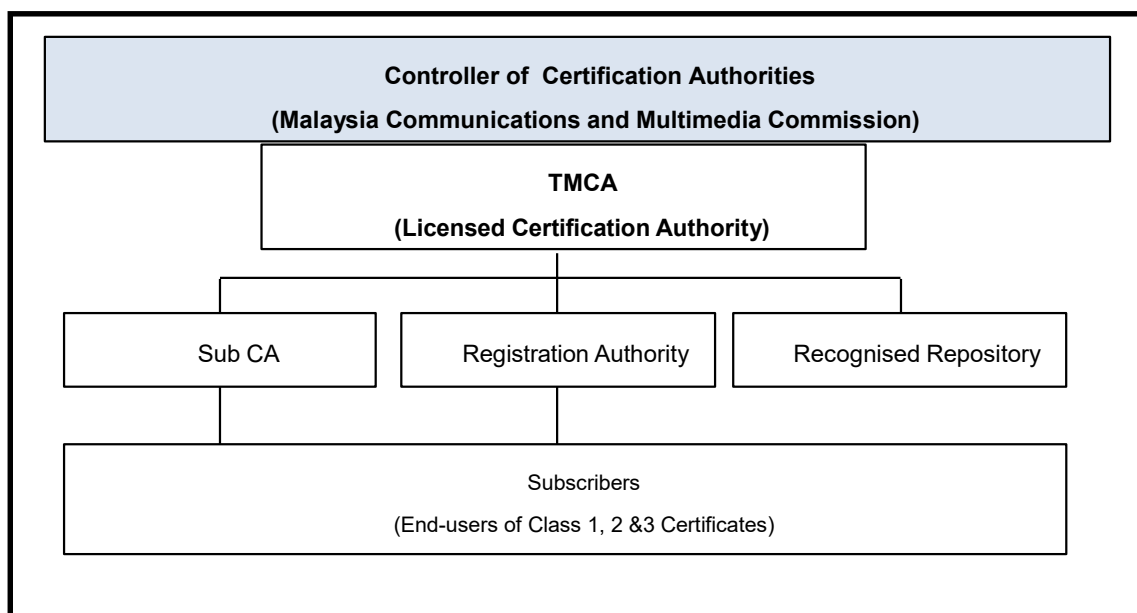 Controller of Certification Authorities
(Malaysia Communications and Multimedia Commission)
TMCA
(Licensed Certification Authority)
Sub CA
Registration Authority
Recognised Repository
Subscribers
(End-users of Class 1, 2 &3 Certificates)